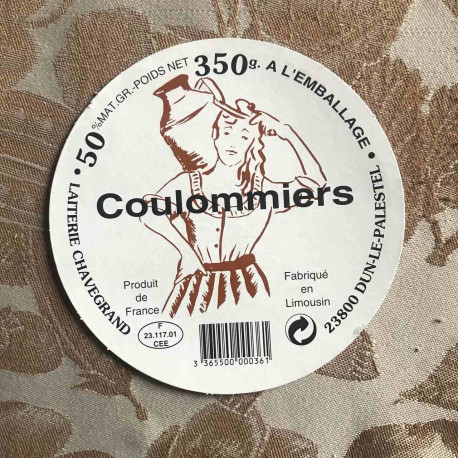 • 50%MAT.GR.-POIDS NET 350g. A L'EMBALLAGE •
Coulommiers
Produit
de
France
Fabriqué
en
Limousin
F
23.117.01
CEE
3 365500 000361
LAITERIE CHAVEGRAND
23800 DUN-LE-PALESTEL